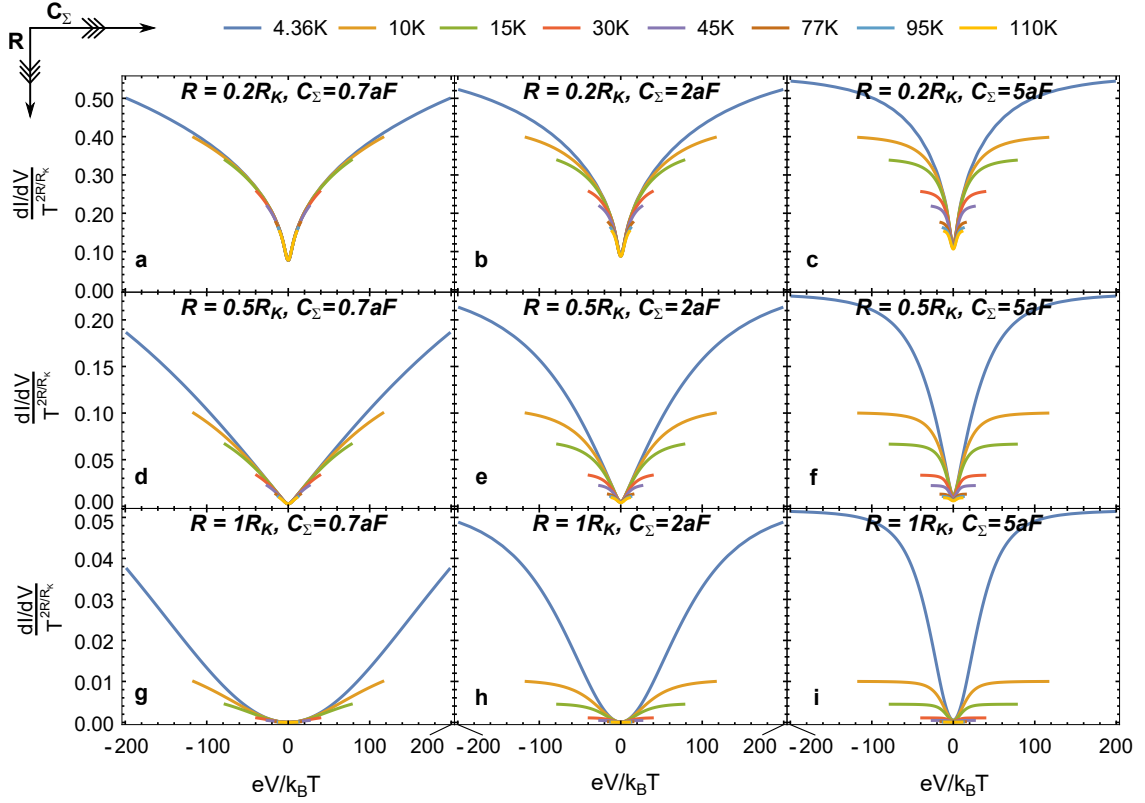 C_Σ
R
4.36K 10K 15K 30K 45K 77K 95K 110K
R = 0.2R_K, C_Σ = 0.7aF
R = 0.2R_K, C_Σ = 2aF
R = 0.2R_K, C_Σ = 5aF
0.50
0.40
0.30
0.20
0.10
0.00
dI/dV
T^2R/R_K
a
b
c
R = 0.5R_K, C_Σ = 0.7aF
R = 0.5R_K, C_Σ = 2aF
R = 0.5R_K, C_Σ = 5aF
0.20
0.15
0.10
0.05
0.00
dI/dV
T^2R/R_K
d
e
f
R = 1R_K, C_Σ = 0.7aF
R = 1R_K, C_Σ = 2aF
R = 1R_K, C_Σ = 5aF
0.05
0.04
0.03
0.02
0.01
0.00
dI/dV
T^2R/R_K
g
h
i
-200 -100 0 100 200 -200 -100 0 100 200 -200 -100 0 100 200
eV/k_BT eV/k_BT eV/k_BT